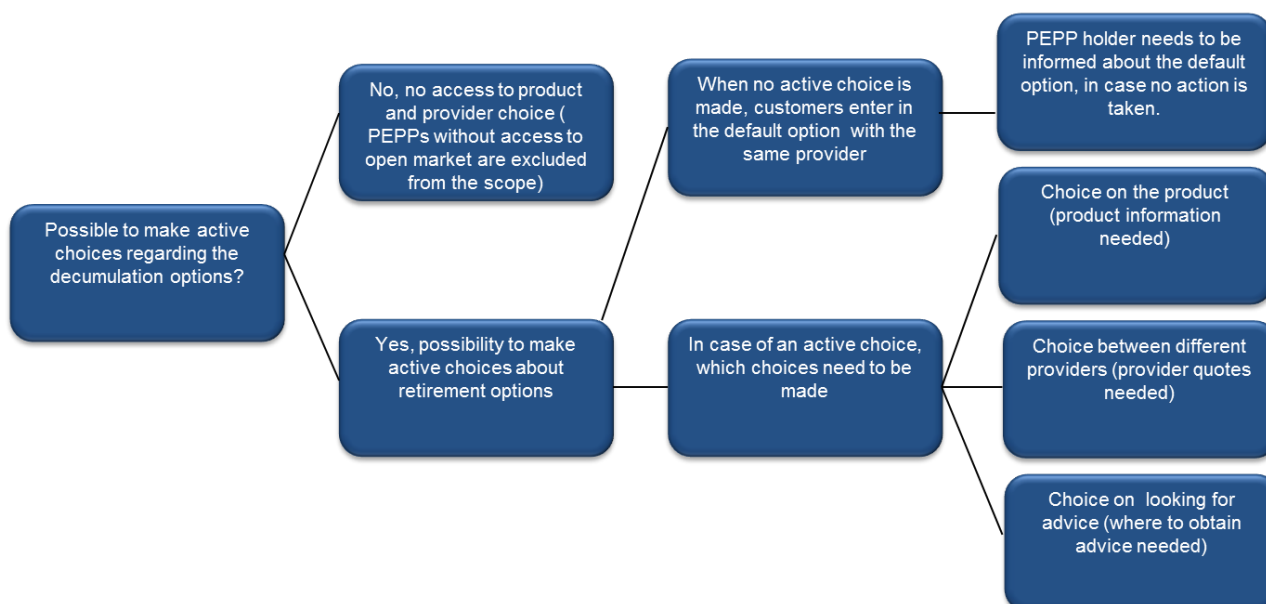 Possible to make active
choices regarding the
decumulation options?
No, no access to product
and provider choice (
PEPPs without access to
open market are excluded
from the scope)
Yes, possibility to make
active choices about
retirement options
When no active choice is
made, customers enter in
the default option with the
same provider
In case of an active choice,
which choices need to be
made
PEPP holder needs to be
informed about the default
option, in case no action is
taken.
Choice on the product
(product information
needed)
Choice between different
providers (provider quotes
needed)
Choice on looking for
advice (where to obtain
advice needed)